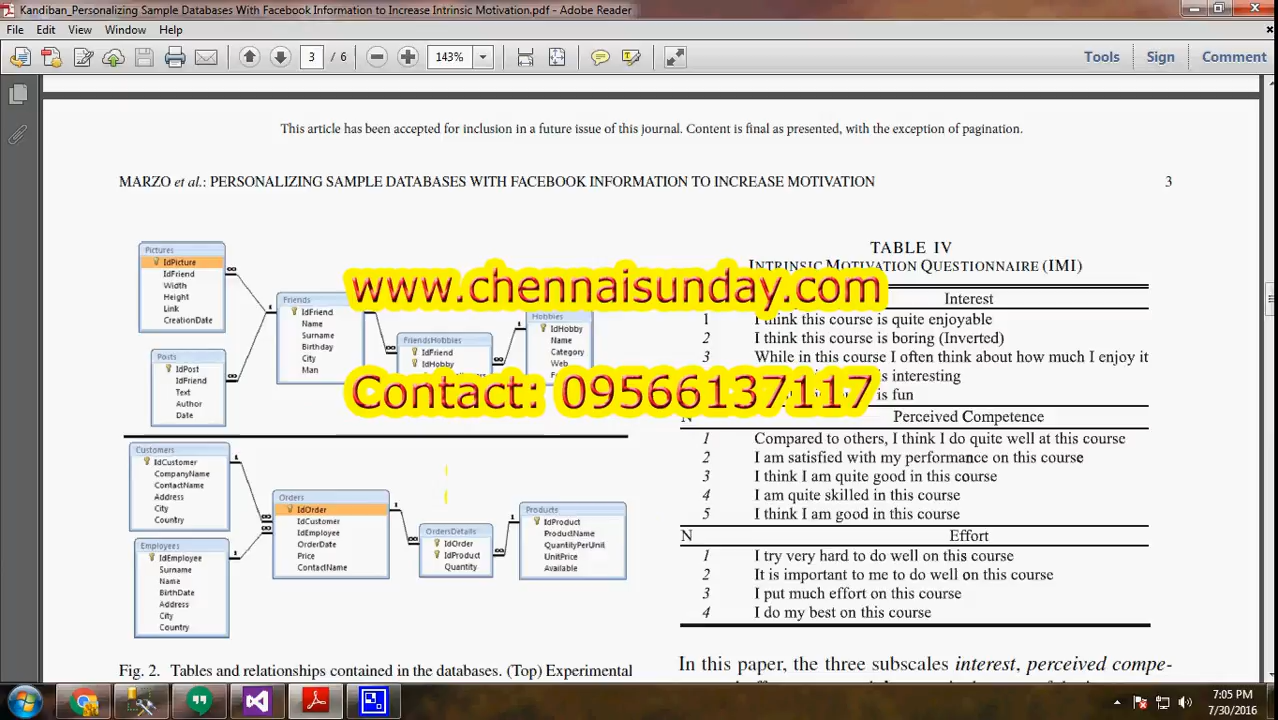 Kandiban_Personalizing Sample Databases With Facebook Information to Increase Intrinsic Motivation.pdf - Adobe Reader
File Edit View Window Help
3 / 6 143% Tools Sign Comment
This article has been accepted for inclusion in a future issue of this journal. Content is final as presented, with the exception of pagination.
MARZO et al.: PERSONALIZING SAMPLE DATABASES WITH FACEBOOK INFORMATION TO INCREASE MOTIVATION 3
Pictures
IdPicture
IdFriend
Width
Height
Link
CreationDate
Posts
IdPost
IdFriend
Text
Author
Date
Friends
IdFriend
Name
Surname
Birthday
City
Man
FriendsHobbies
IdFriend
IdHobby
Hobbies
IdHobby
Name
Category
Web
www.chennaisunday.com
Contact: 09566137117
Customers
IdCustomer
CompanyName
ContactName
Address
City
Country
Employees
IdEmployee
Surname
Name
BirthDate
Address
City
Country
Orders
IdOrder
IdCustomer
IdEmployee
OrderDate
Price
ContactName
OrdersDetails
IdOrder
IdProduct
Quantity
Products
IdProduct
ProductName
QuantityPerUnit
UnitPrice
Available
Fig. 2. Tables and relationships contained in the databases. (Top) Experimental
TABLE IV
INTRINSIC MOTIVATION QUESTIONNAIRE (IMI)
Interest
1 I think this course is quite enjoyable
2 I think this course is boring (Inverted)
3 While in this course I often think about how much I enjoy it
is interesting
is fun
N Perceived Competence
1 Compared to others, I think I do quite well at this course
2 I am satisfied with my performance on this course
3 I think I am quite good in this course
4 I am quite skilled in this course
5 I think I am good in this course
N Effort
1 I try very hard to do well on this course
2 It is important to me to do well on this course
3 I put much effort on this course
4 I do my best on this course
In this paper, the three subscales interest, perceived compe-
7:05 PM
7/30/2016